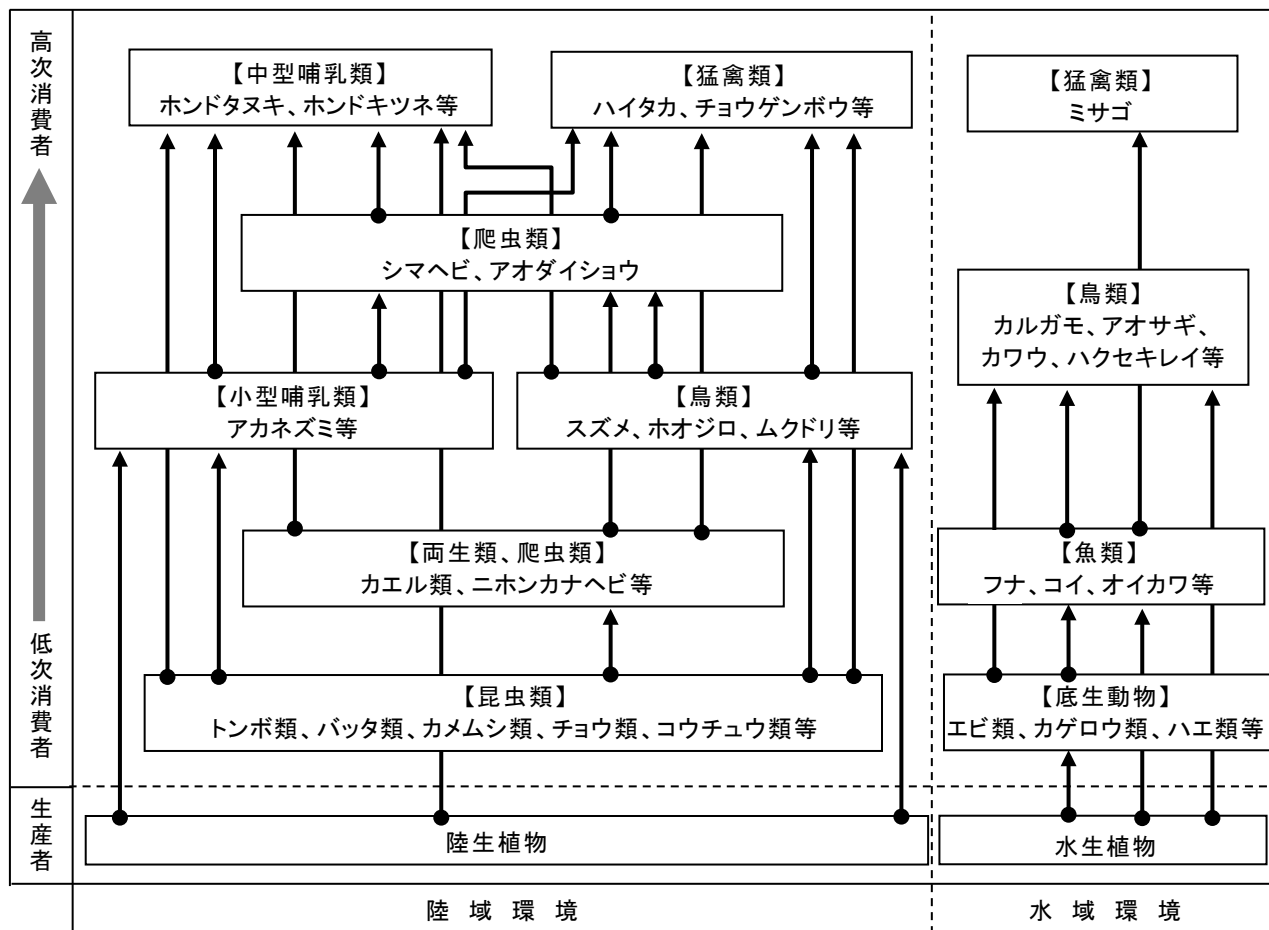 高次消費者
低次消費者
生産者
【中型哺乳類】
ホンドタヌキ、ホンドキツネ等
【猛禽類】
ハイタカ、チョウゲンボウ等
【爬虫類】
シマヘビ、アオダイショウ
【小型哺乳類】
アカネズミ等
【鳥類】
スズメ、ホオジロ、ムクドリ等
【両生類、爬虫類】
カエル類、ニホンカナヘビ等
【昆虫類】
トンボ類、バッタ類、カメムシ類、チョウ類、コウチュウ類等
陸生植物
陸域環境
【猛禽類】
ミサゴ
【鳥類】
カルガモ、アオサギ、
カワウ、ハクセキレイ等
【魚類】
フナ、コイ、オイカワ等
【底生動物】
エビ類、カゲロウ類、ハエ類等
水生植物
水域環境